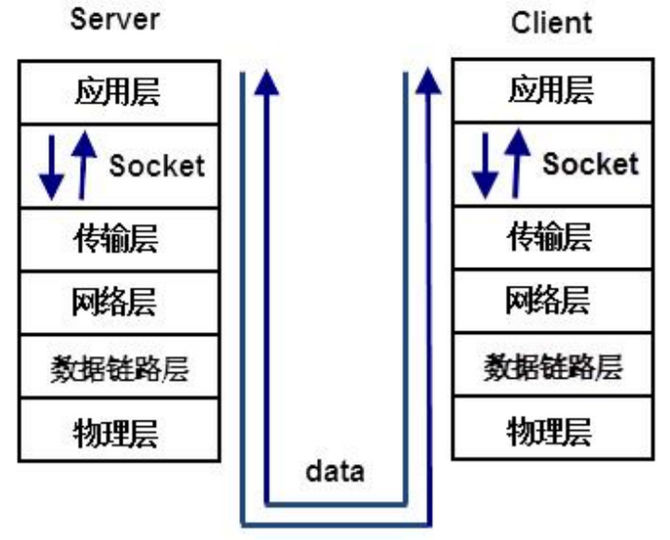 Server
应用层
Socket
传输层
网络层
数据链路层
物理层
Client
应用层
Socket
传输层
网络层
数据链路层
物理层
data